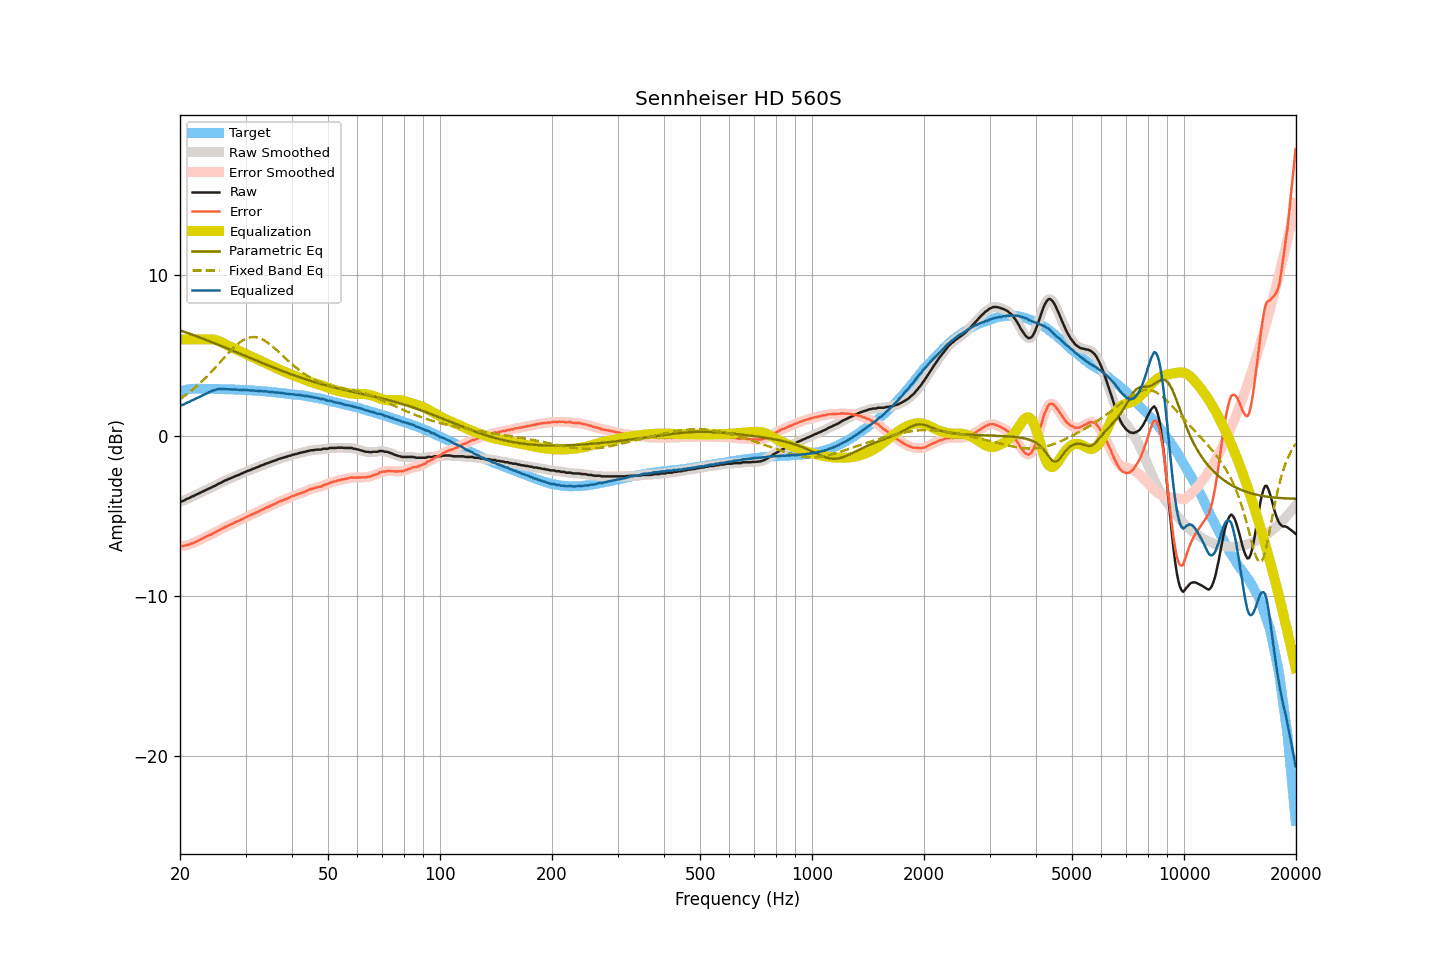 Sennheiser HD 560S
Target
Raw Smoothed
Error Smoothed
Raw
Error
Equalization
Parametric Eq
Fixed Band Eq
Equalized
10
0
−10
−20
Amplitude (dBr)
20 50 100 200 500 1000 2000 5000 10000 20000
Frequency (Hz)